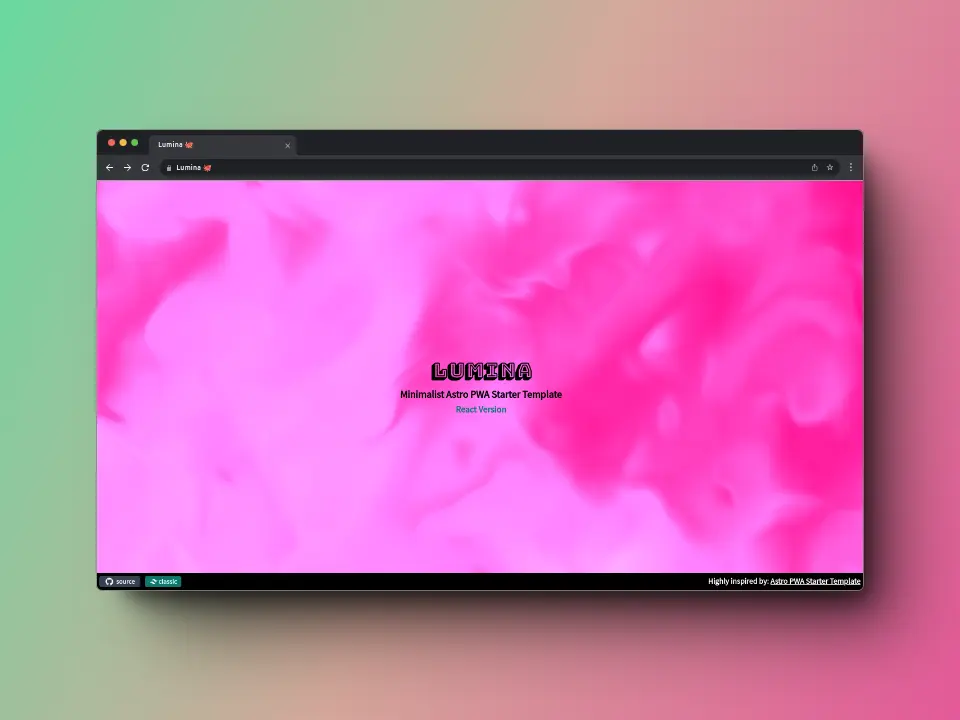 Lumina
Lumina
LUMINA
Minimalist Astro PWA Starter Template
React Version
source
classic
Highly inspired by: Astro PWA Starter Template